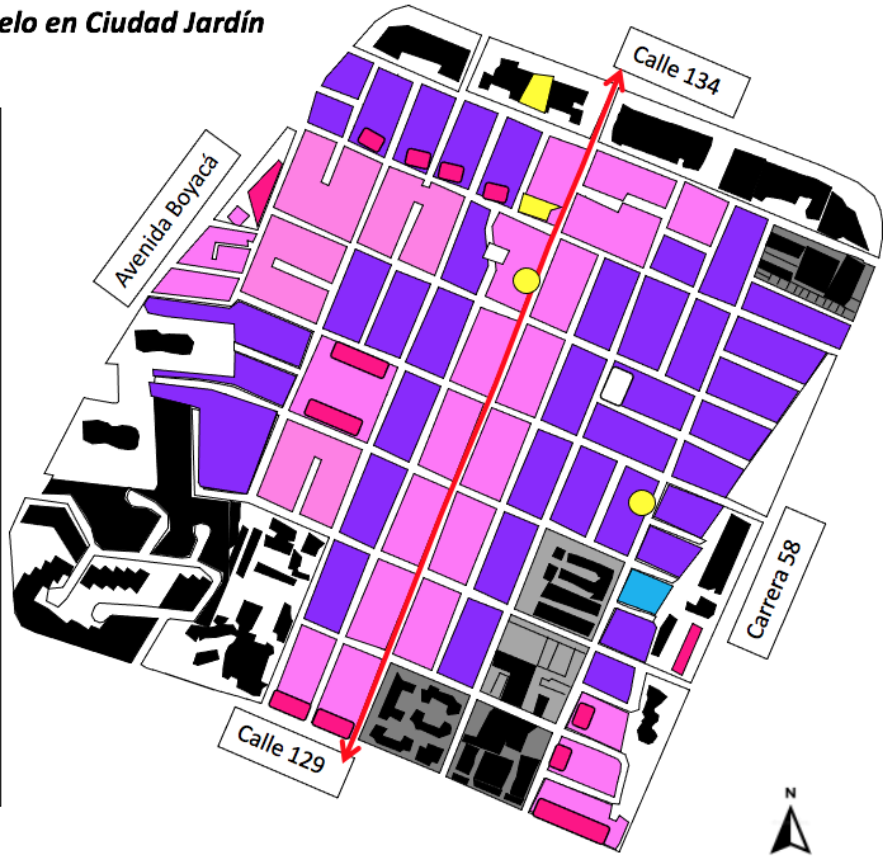 elo en Ciudad Jardín
Calle 134
Avenida Boyacá
Carrera 58
Calle 129
N